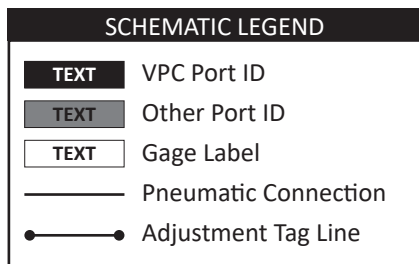 SCHEMATIC LEGEND
TEXT VPC Port ID
TEXT Other Port ID
TEXT Gage Label
Pneumatic Connection
Adjustment Tag Line